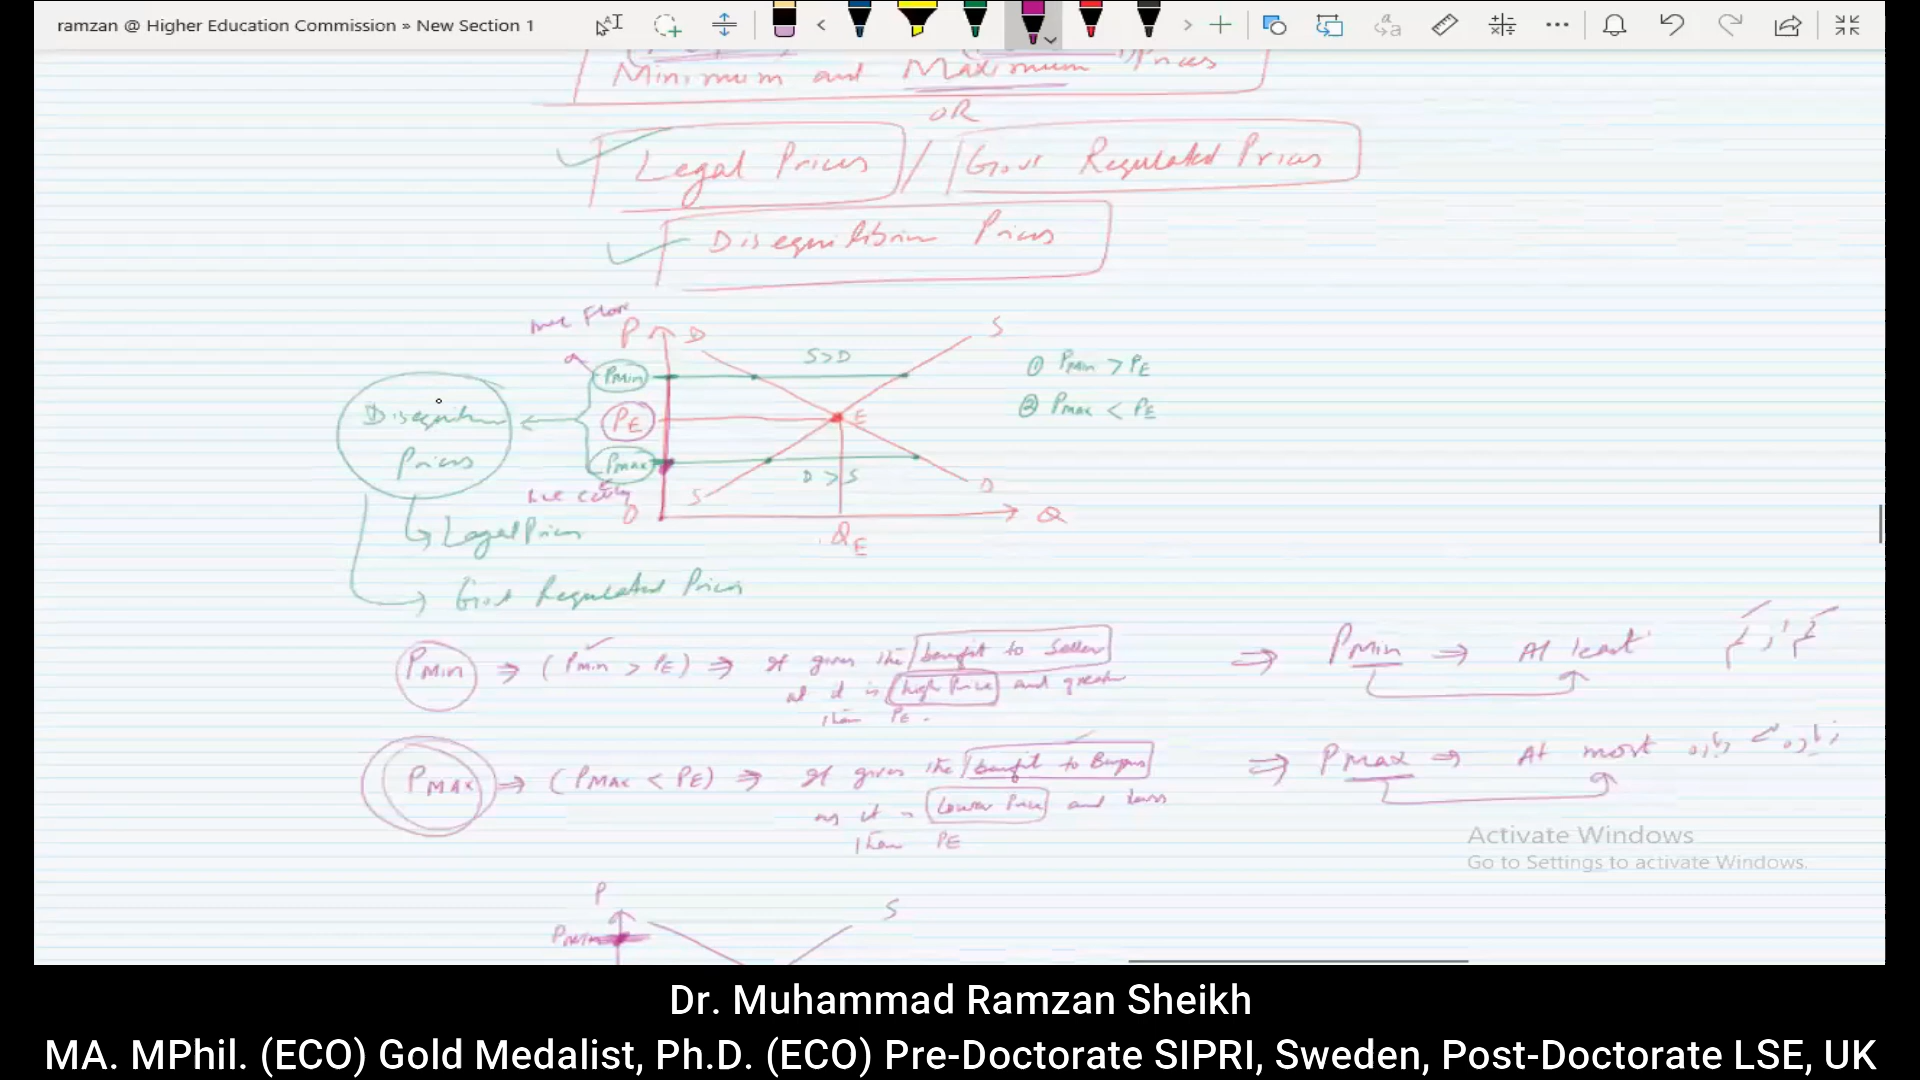 ramzan @ Higher Education Commission » New Section 1
Minimum and Maximum Prices
OR
Legal Prices / Govt Regulated Prices
Disequilibrium Prices
P
D
S
S>D
① PMin > PE
PMin
② PMax < PE
PE
E
Disequilibrium
Prices
PMax
D > S
S
D
O
Q
QE
Legal Prices
Govt Regulated Prices
PMin ⇒ (PMin > PE) ⇒ It gives the benefit to Seller ⇒ PMin ⇒ At least
as it is high Price and greater
than PE.
PMAX ⇒ (PMAX < PE) ⇒ It gives the benefit to Buyers ⇒ PMax ⇒ At most
as it is Lower Price and less
than PE
P
S
PMin
Activate Windows
Go to Settings to activate Windows.
Dr. Muhammad Ramzan Sheikh
MA. MPhil. (ECO) Gold Medalist, Ph.D. (ECO) Pre-Doctorate SIPRI, Sweden, Post-Doctorate LSE, UK